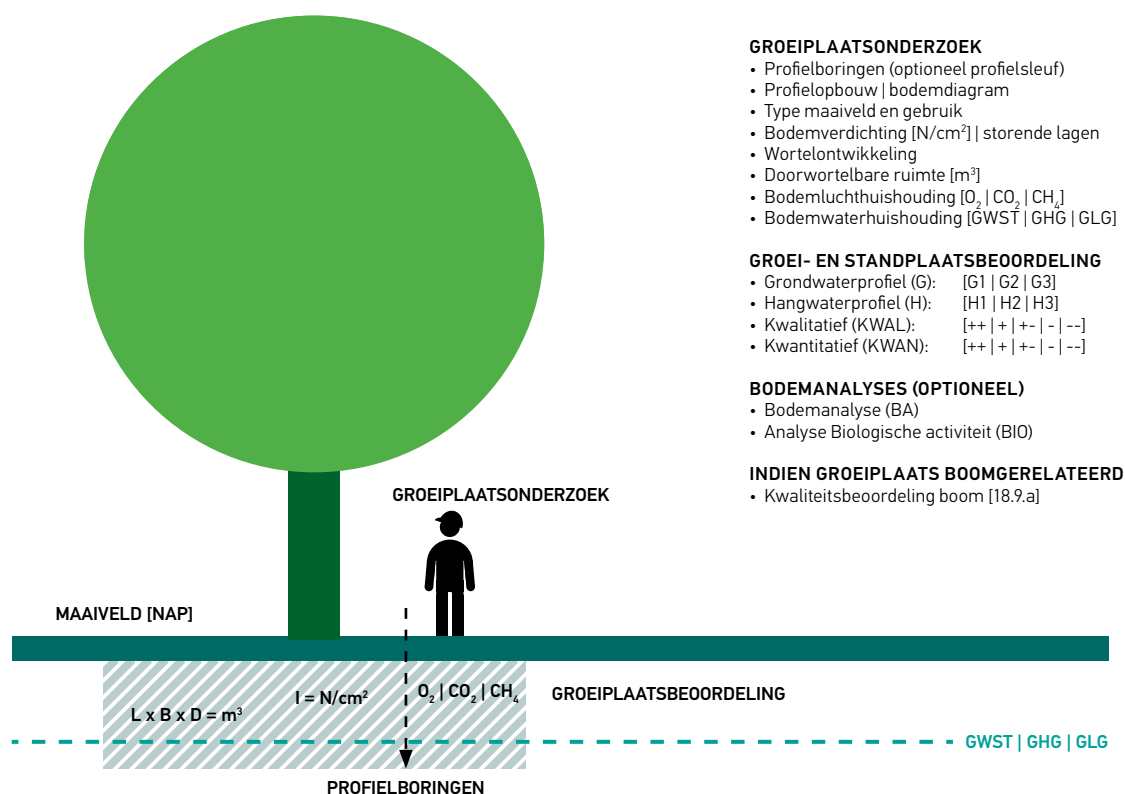 GROEIPLAATSONDERZOEK
• Profielboringen (optioneel profielsleuf)
• Profielopbouw | bodemdiagram
• Type maaiveld en gebruik
• Bodemverdichting [N/cm²] | storende lagen
• Wortelontwikkeling
• Doorwortelbare ruimte [m³]
• Bodemluchthuishouding [O₂ | CO₂ | CH₄]
• Bodemwaterhuishouding [GWST | GHG | GLG]
GROEI- EN STANDPLAATSBEOORDELING
• Grondwaterprofiel (G): [G1 | G2 | G3]
• Hangwaterprofiel (H): [H1 | H2 | H3]
• Kwalitatief (KWAL): [++ | + | +- | - | --]
• Kwantitatief (KWAN): [++ | + | +- | - | --]
BODEMANALYSES (OPTIONEEL)
• Bodemanalyse (BA)
• Analyse Biologische activiteit (BIO)
INDIEN GROEIPLAATS BOOMGERELATEERD
• Kwaliteitsbeoordeling boom [18.9.a]
GROEIPLAATSONDERZOEK
MAAIVELD [NAP]
L x B x D = m³
I = N/cm²
O₂ | CO₂ | CH₄
GROEIPLAATSBEOORDELING
GWST | GHG | GLG
PROFIELBORINGEN